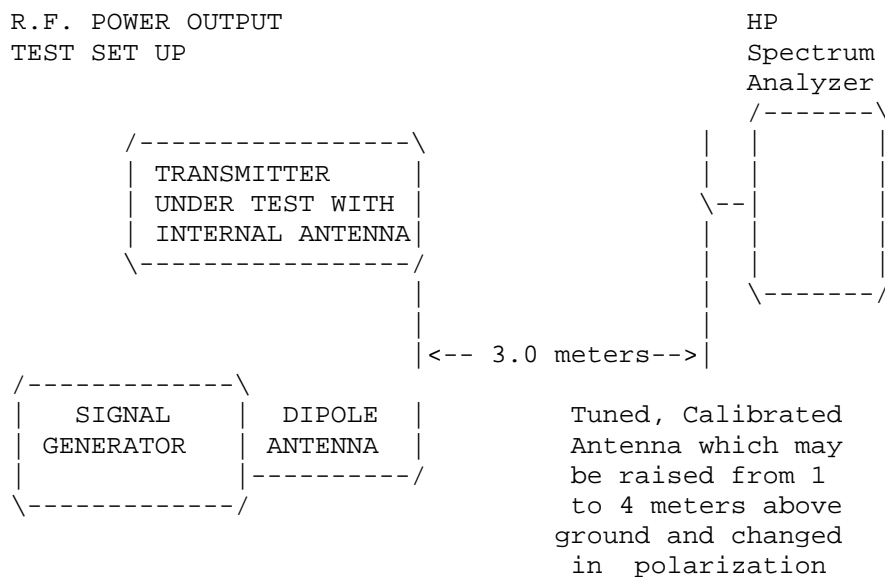 R.F. POWER OUTPUT
TEST SET UP
HP
Spectrum
Analyzer
TRANSMITTER
UNDER TEST WITH
INTERNAL ANTENNA
<-- 3.0 meters-->
SIGNAL
GENERATOR
DIPOLE
ANTENNA
Tuned, Calibrated
Antenna which may
be raised from 1
to 4 meters above
ground and changed
in polarization